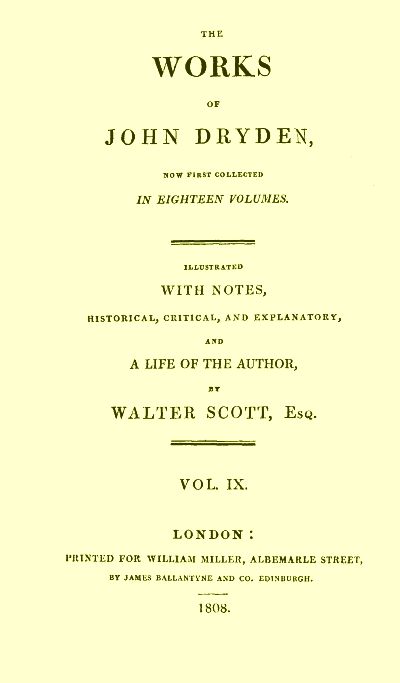 THE
WORKS
OF
JOHN DRYDEN,
NOW FIRST COLLECTED
IN EIGHTEEN VOLUMES.
ILLUSTRATED
WITH NOTES,
HISTORICAL, CRITICAL, AND EXPLANATORY,
AND
A LIFE OF THE AUTHOR,
BY
WALTER SCOTT, Esq.
VOL. IX.
LONDON:
PRINTED FOR WILLIAM MILLER, ALBEMARLE STREET,
BY JAMES BALLANTYNE AND CO. EDINBURGH.
1808.